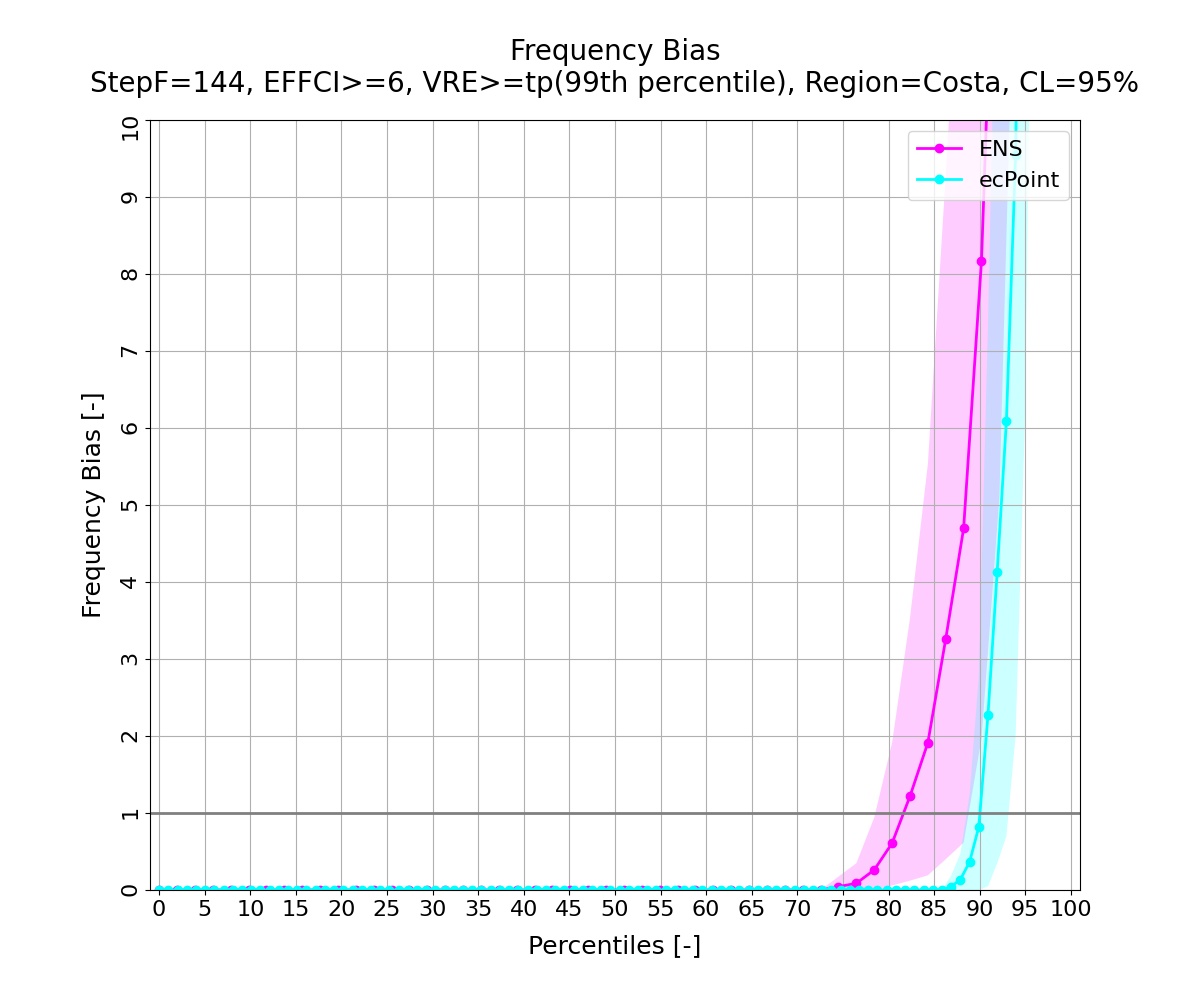 Frequency Bias
StepF=144, EFFCI>=6, VRE>=tp(99th percentile), Region=Costa, CL=95%
ENS
ecPoint
Frequency Bias [-]
10
9
8
7
6
5
4
3
2
1
0
0 5 10 15 20 25 30 35 40 45 50 55 60 65 70 75 80 85 90 95 100
Percentiles [-]